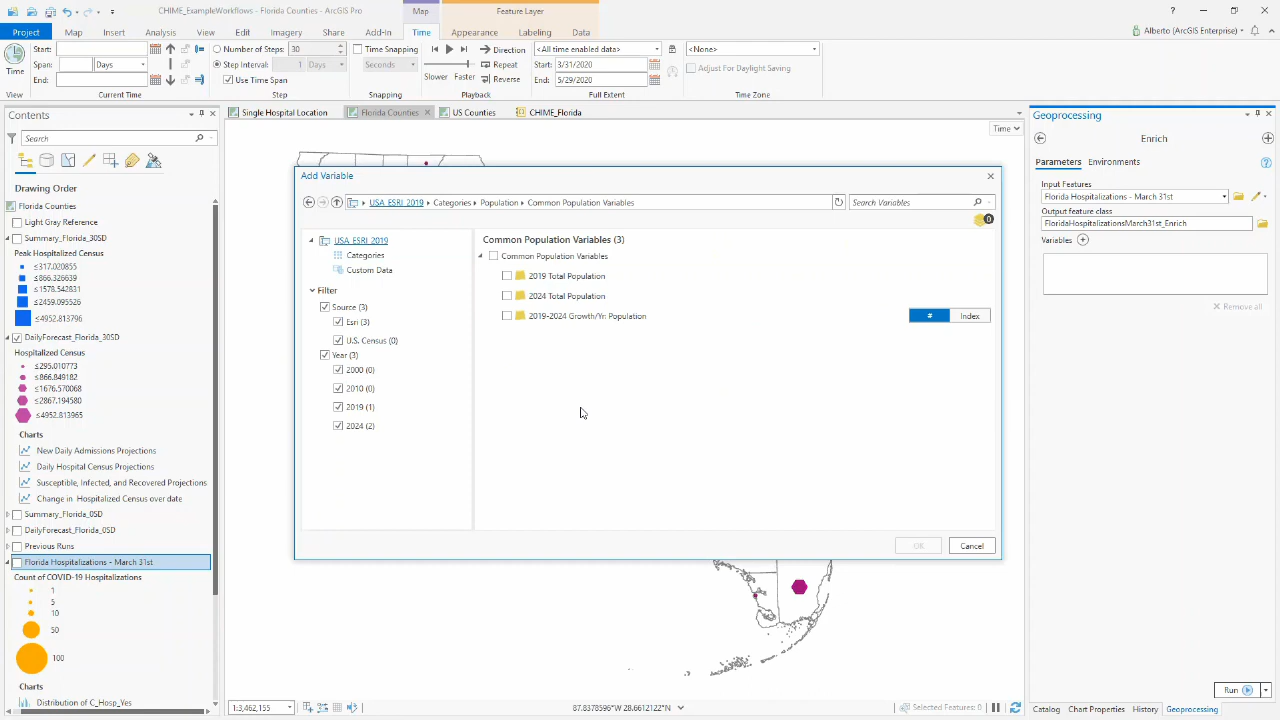 CHIME_ExampleWorkflows - Florida Counties - ArcGIS Pro
Map
Feature Layer
?
Project
Map
Insert
Analysis
View
Edit
Imagery
Share
Add-In
Time
Appearance
Labeling
Data
Alberto (ArcGIS Enterprise)
Time
View
Start:
Span:
Days
End:
Current Time
Number of Steps: 30
Step Interval: 1 Days
Use Time Span
Step
Time Snapping
Seconds
Snapping
Slower
Faster
Direction
Repeat
Reverse
Playback
<All time enabled data>
Start: 3/31/2020
End: 5/29/2020
Full Extent
<None>
Adjust For Daylight Saving
Time Zone
Contents
Search
Drawing Order
Florida Counties
Light Gray Reference
Summary_Florida_30SD
Peak Hospitalized Census
≤317.020855
≤866.326639
≤1578.542831
≤2459.095526
≤4952.813796
DailyForecast_Florida_30SD
Hospitalized Census
≤295.010773
≤866.849182
≤1676.570068
≤2867.194580
≤4952.813965
Charts
New Daily Admissions Projections
Daily Hospital Census Projections
Susceptible, Infected, and Recovered Projections
Change in Hospitalized Census over date
Summary_Florida_0SD
DailyForecast_Florida_0SD
Previous Runs
Florida Hospitalizations - March 31st
Count of COVID-19 Hospitalizations
1
5
10
50
100
Charts
Distribution of C_Hosp_Yes
Single Hospital Location
Florida Counties
US Counties
CHIME_Florida
Time
Add Variable
USA_ESRI_2019 Categories Population Common Population Variables
Search Variables
0
USA_ESRI_2019
Categories
Custom Data
Filter
Source (3)
Esri (3)
U.S. Census (0)
Year (3)
2000 (0)
2010 (0)
2019 (1)
2024 (2)
Common Population Variables (3)
Common Population Variables
2019 Total Population
2024 Total Population
2019-2024 Growth/Yr: Population
# Index
OK
Cancel
1:3,462,155
87.8378596°W 28.6612122°N
Selected Features: 0
Geoprocessing
Enrich
Parameters
Environments
?
Input Features
Florida Hospitalizations - March 31st
Output feature class
FloridaHospitalizationsMarch31st_Enrich
Variables
Remove all
Run
Catalog
Chart Properties
History
Geoprocessing